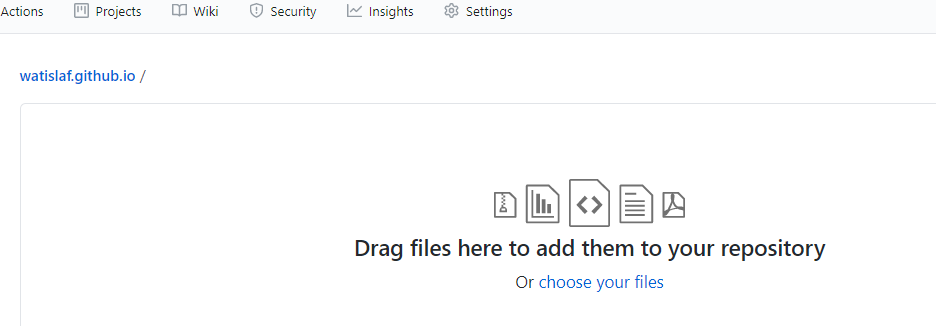 Actions Projects Wiki Security Insights Settings
watislaf.github.io /
Drag files here to add them to your repository
Or choose your files